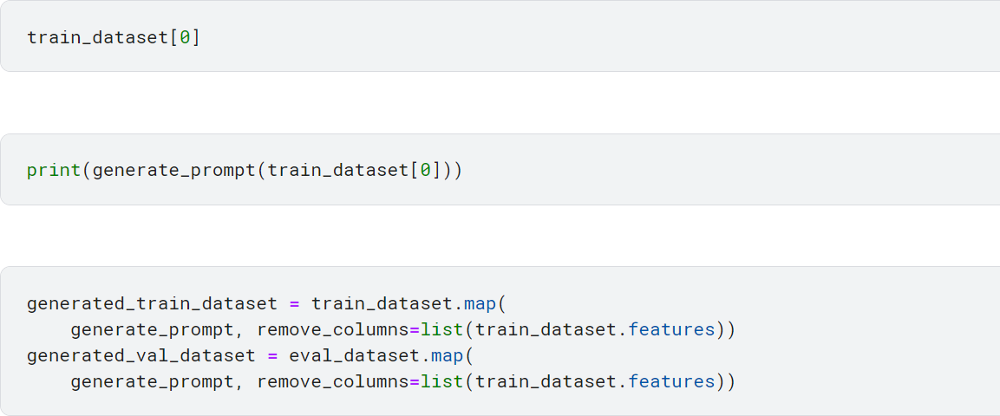 train_dataset[0]
print(generate_prompt(train_dataset[0]))
generated_train_dataset = train_dataset.map(
    generate_prompt, remove_columns=list(train_dataset.features))
generated_val_dataset = eval_dataset.map(
    generate_prompt, remove_columns=list(train_dataset.features))